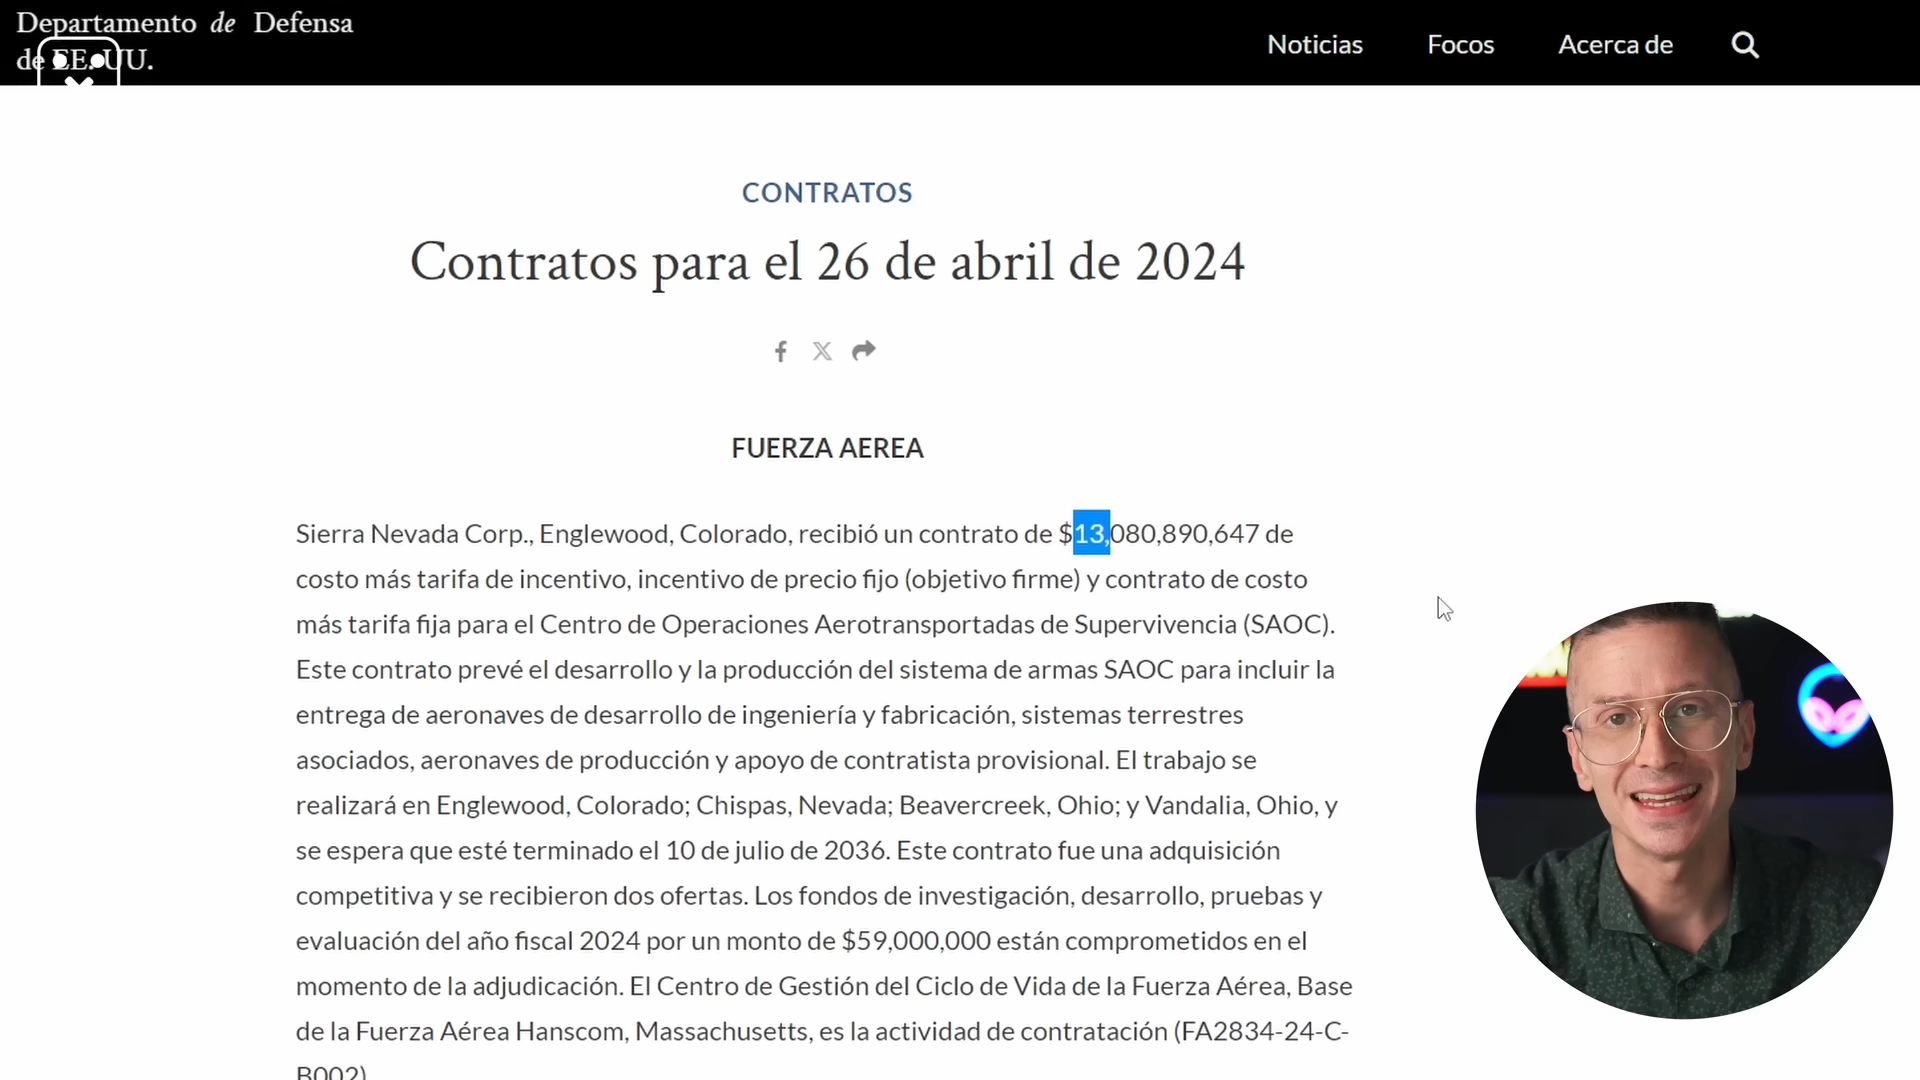 Departamento de Defensa
de EE. UU.
Noticias
Focos
Acerca de
CONTRATOS
Contratos para el 26 de abril de 2024
FUERZA AEREA
Sierra Nevada Corp., Englewood, Colorado, recibió un contrato de $13,080,890,647 de
costo más tarifa de incentivo, incentivo de precio fijo (objetivo firme) y contrato de costo
más tarifa fija para el Centro de Operaciones Aerotransportadas de Supervivencia (SAOC).
Este contrato prevé el desarrollo y la producción del sistema de armas SAOC para incluir la
entrega de aeronaves de desarrollo de ingeniería y fabricación, sistemas terrestres
asociados, aeronaves de producción y apoyo de contratista provisional. El trabajo se
realizará en Englewood, Colorado; Chispas, Nevada; Beavercreek, Ohio; y Vandalia, Ohio, y
se espera que esté terminado el 10 de julio de 2036. Este contrato fue una adquisición
competitiva y se recibieron dos ofertas. Los fondos de investigación, desarrollo, pruebas y
evaluación del año fiscal 2024 por un monto de $59,000,000 están comprometidos en el
momento de la adjudicación. El Centro de Gestión del Ciclo de Vida de la Fuerza Aérea, Base
de la Fuerza Aérea Hanscom, Massachusetts, es la actividad de contratación (FA2834-24-C-
B002)